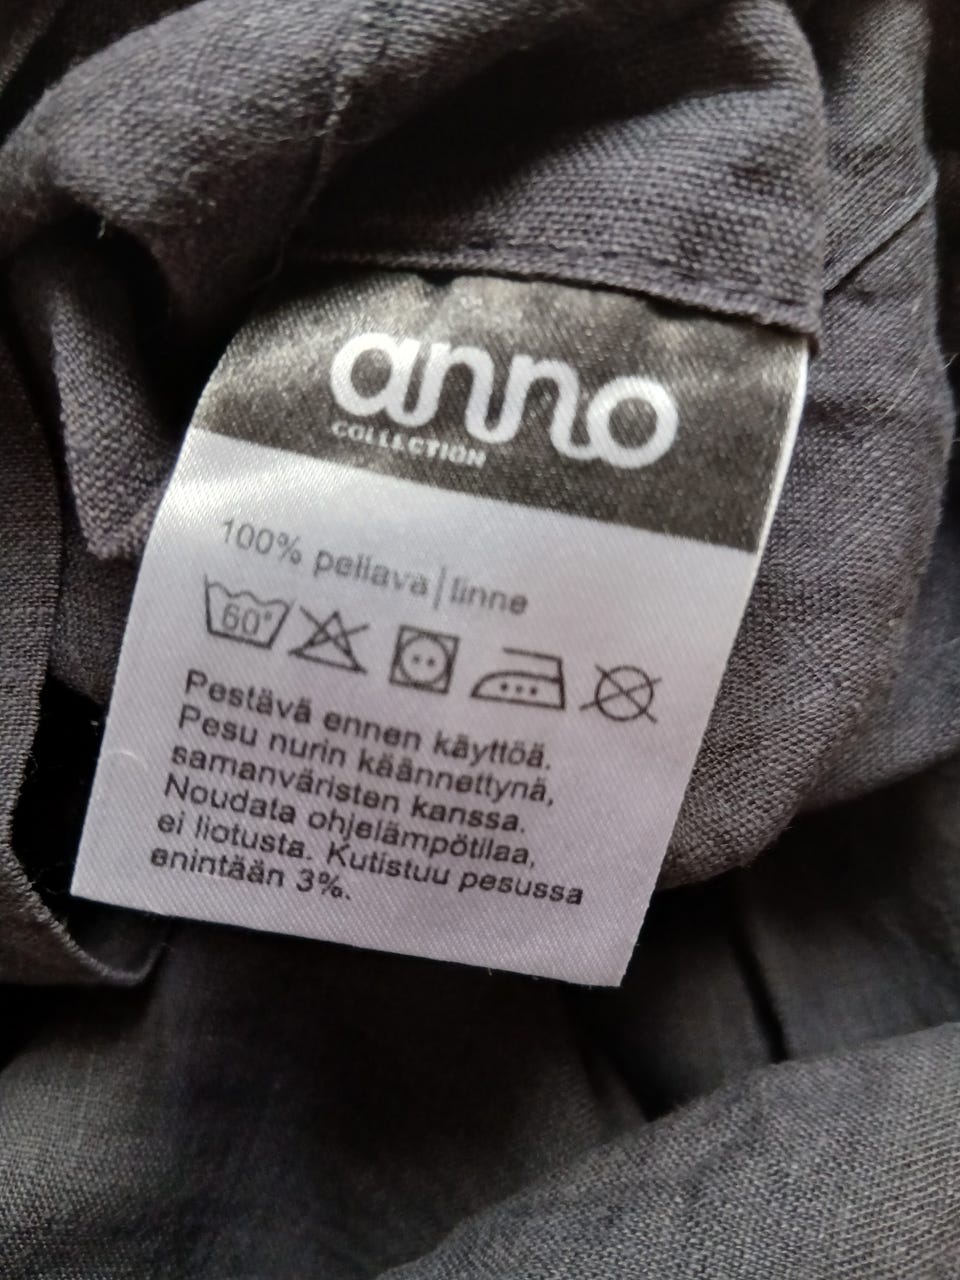 anno
COLLECTION
100% pellava | linne
60°
Pestävä ennen käyttöä.
Pesu nurin käännettynä,
samanväristen kanssa.
Noudata ohjelämpötilaa,
ei liotusta. Kutistuu pesussa
enintään 3%.